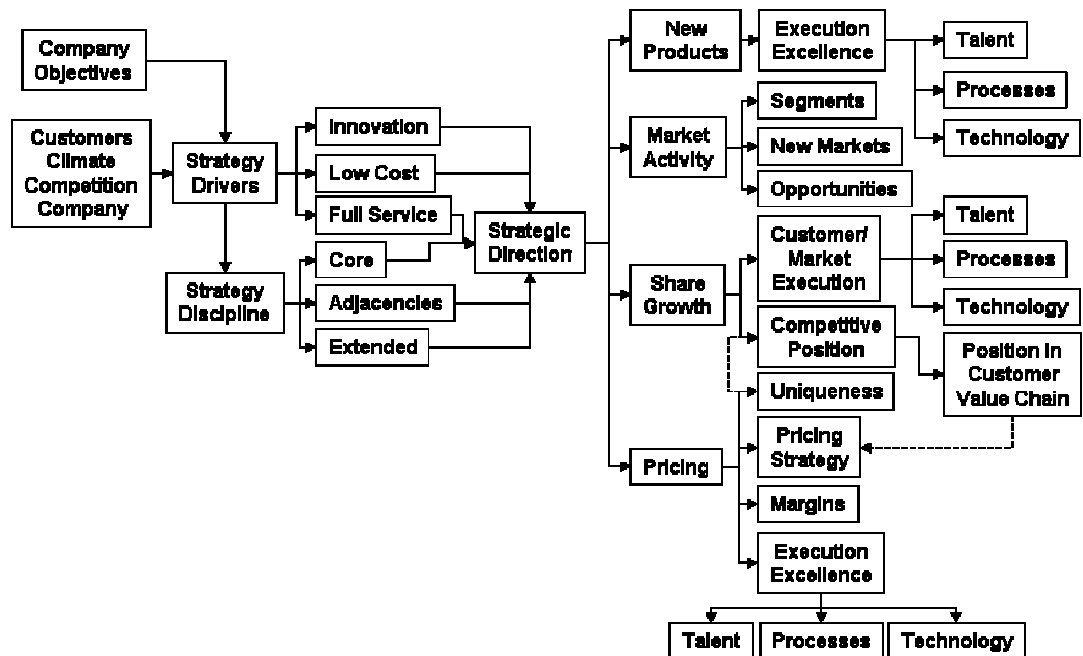 Company
Objectives
Customers
Climate
Competition
Company
Strategy
Drivers
Strategy
Discipline
Innovation
Low Cost
Full Service
Core
Adjacencies
Extended
Strategic
Direction
New
Products
Execution
Excellence
Talent
Processes
Technology
Market
Activity
Segments
New Markets
Opportunities
Share
Growth
Customer/
Market
Execution
Talent
Processes
Technology
Competitive
Position
Position in
Customer
Value Chain
Pricing
Uniqueness
Pricing
Strategy
Margins
Execution
Excellence
Talent
Processes
Technology